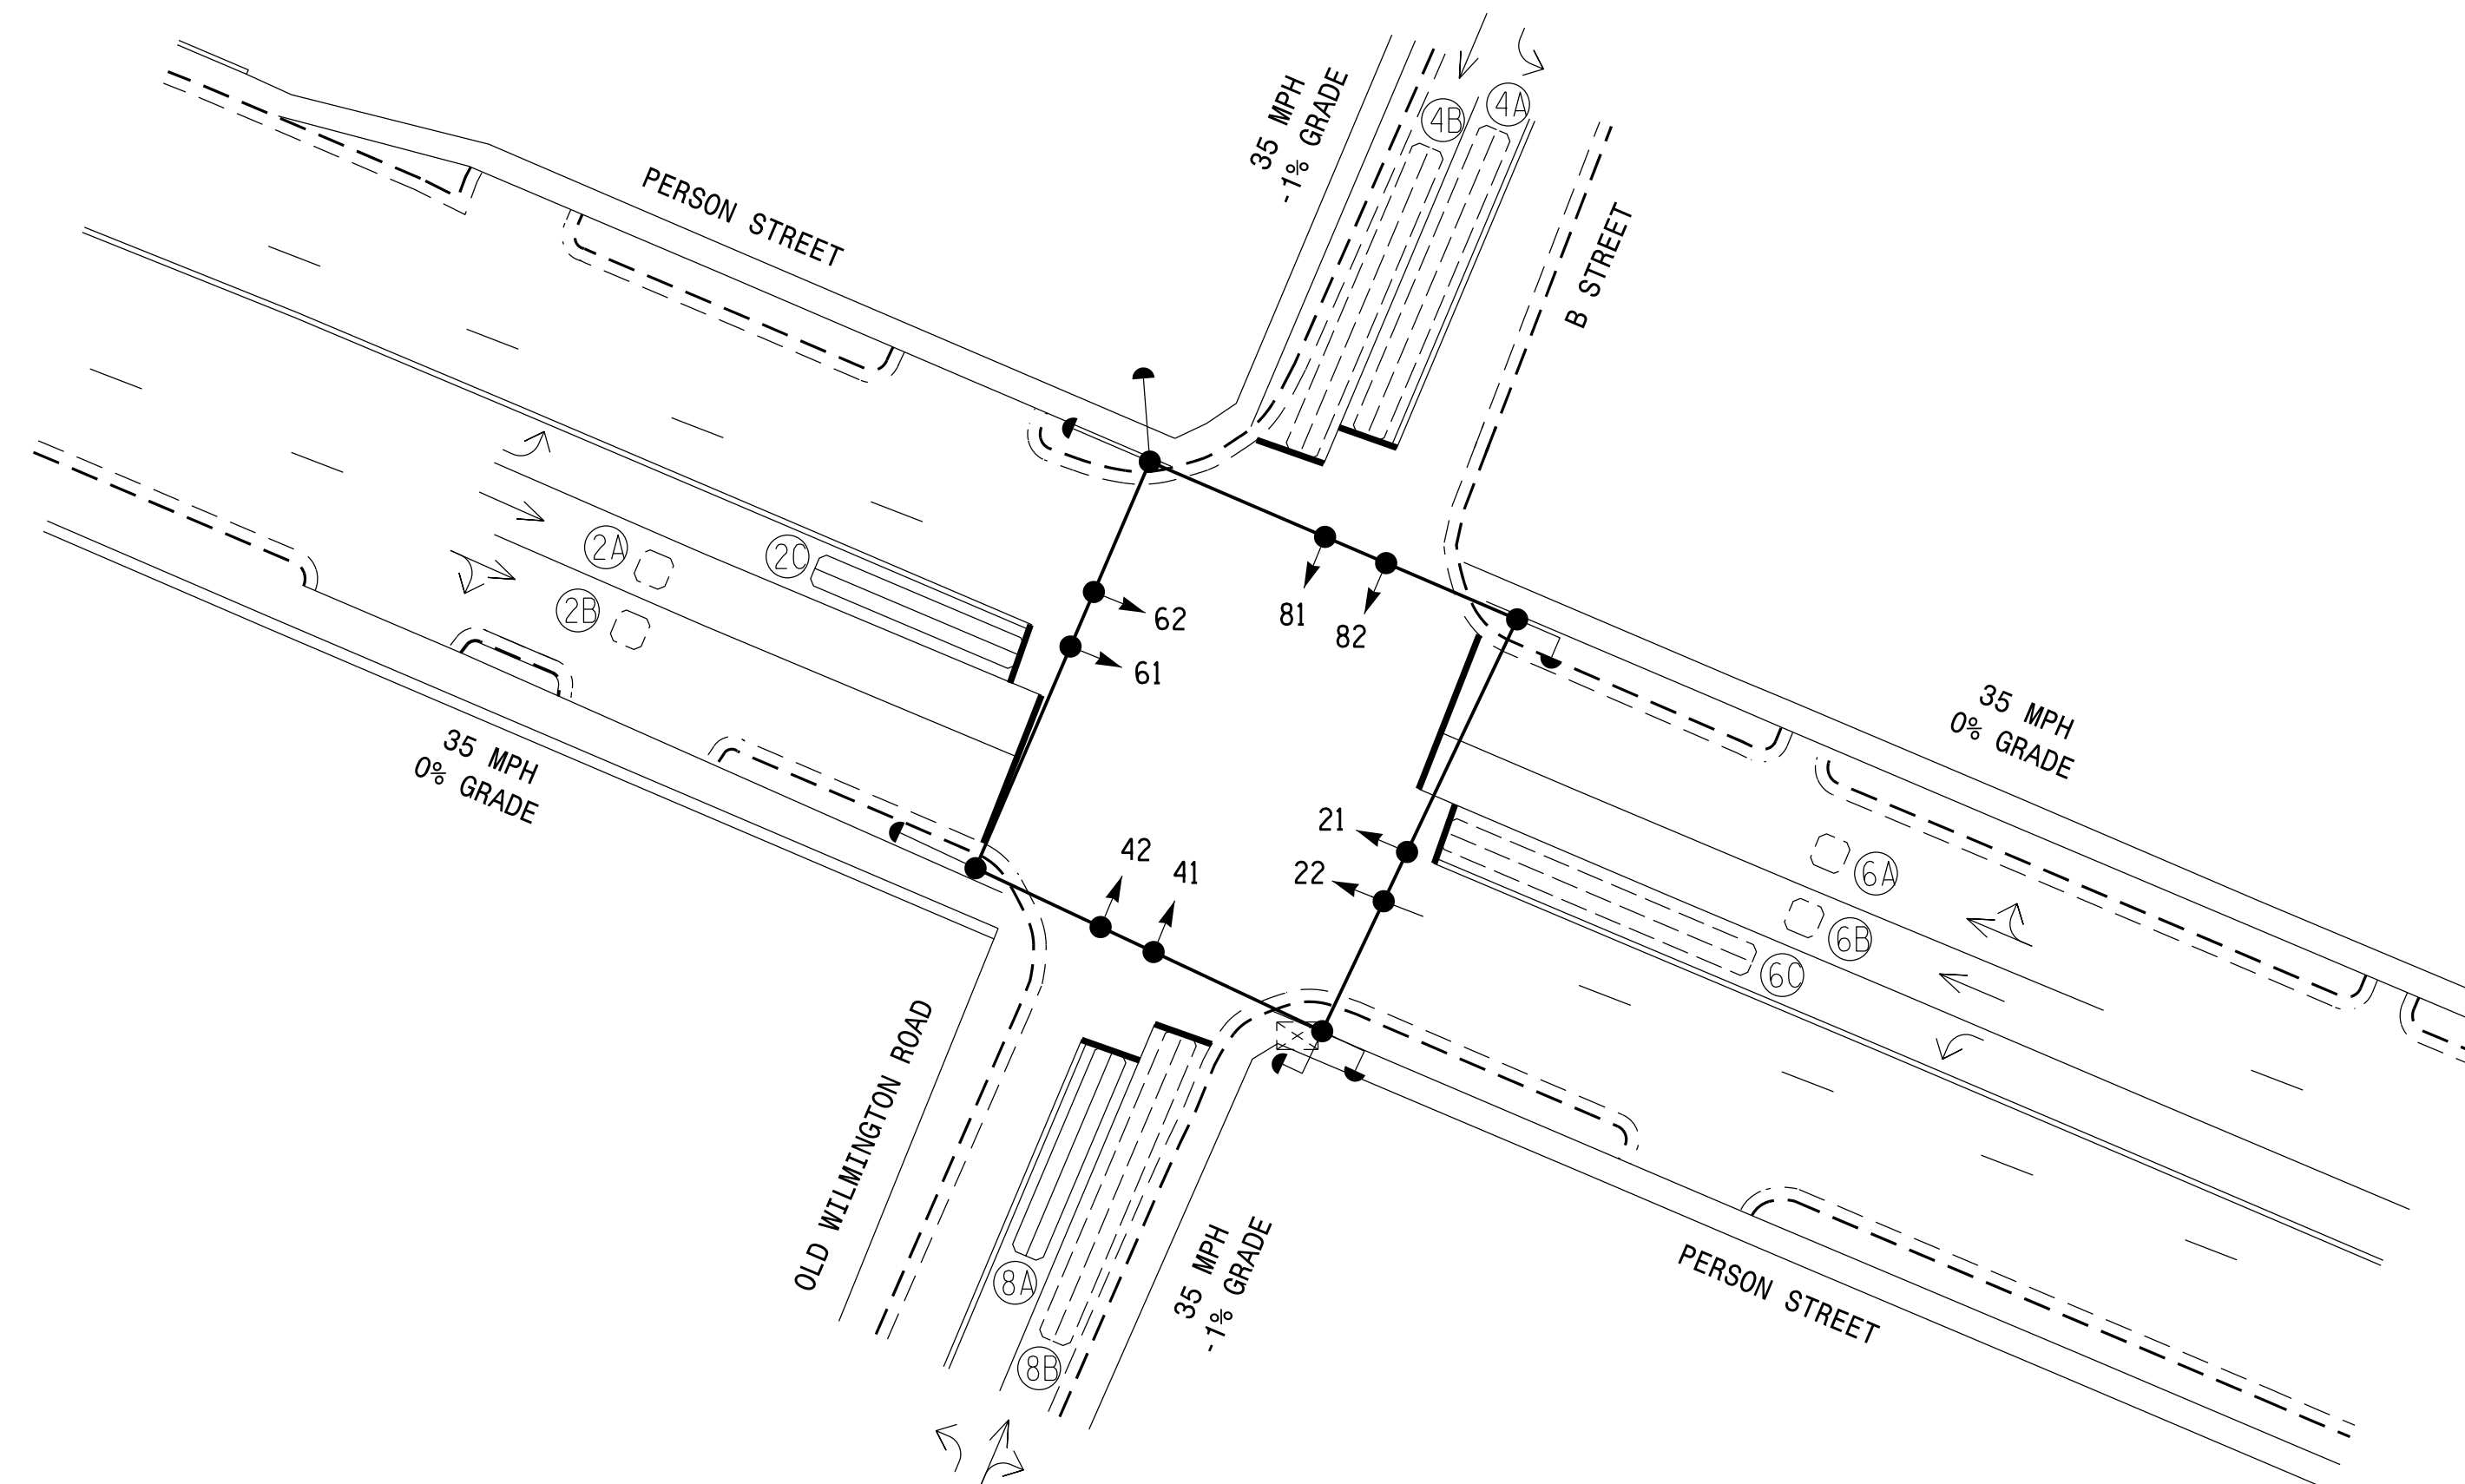 35 MPH
-1% GRADE
4B
4A
PERSON STREET
B STREET
2A
2C
2B
62
61
81
82
35 MPH
0% GRADE
35 MPH
0% GRADE
21
22
42
41
6A
6B
6C
OLD WILMINGTON ROAD
8A
8B
35 MPH
-1% GRADE
PERSON STREET